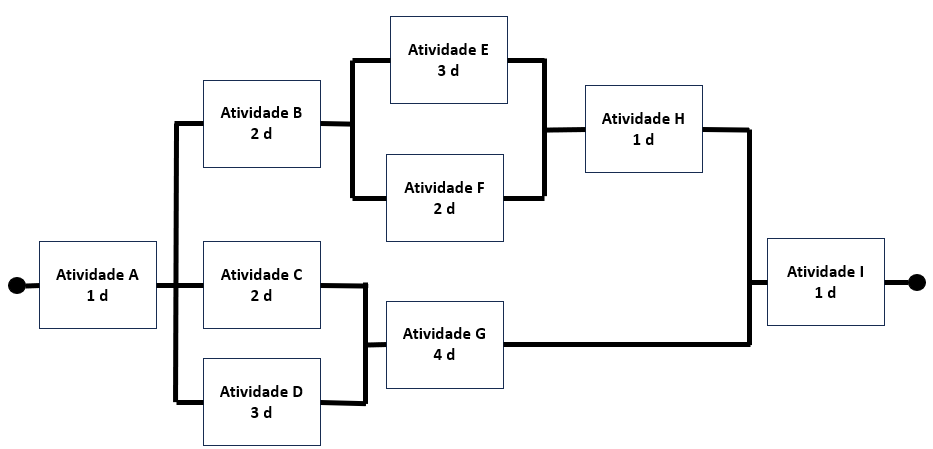 Atividade E
3 d
Atividade B
2 d
Atividade H
1 d
Atividade F
2 d
Atividade A
1 d
Atividade C
2 d
Atividade I
1 d
Atividade G
4 d
Atividade D
3 d